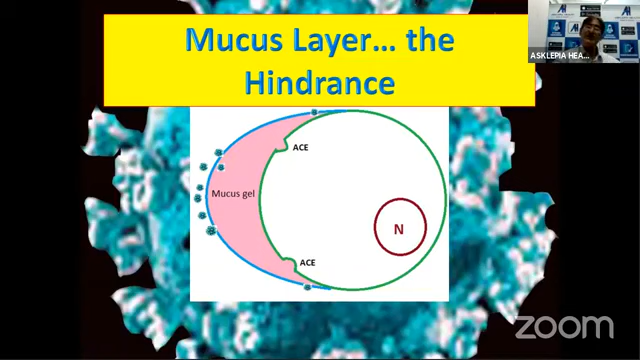 Mucus Layer... the
Hindrance
ACE
Mucus gel
N
ACE
ASKLEPIA HEA...
zoom